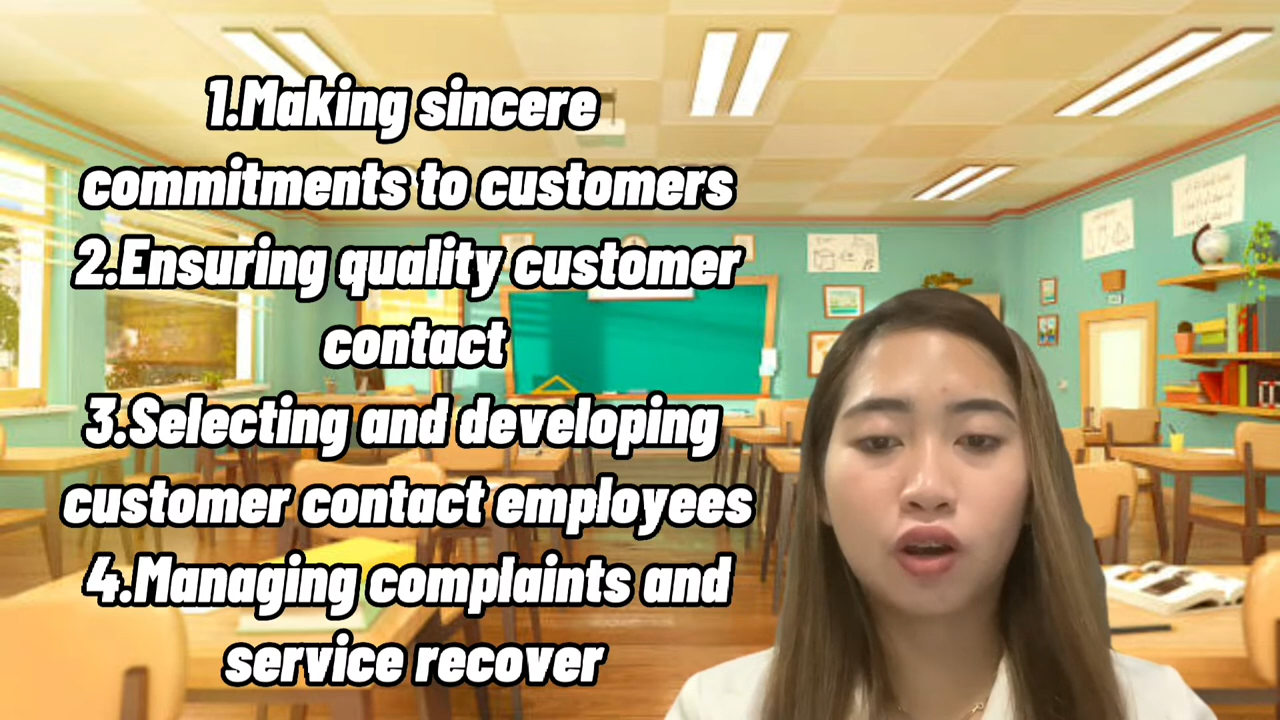 1.Making sincere
commitments to customers
2.Ensuring quality customer
contact
3.Selecting and developing
customer contact employees
4.Managing complaints and
service recover